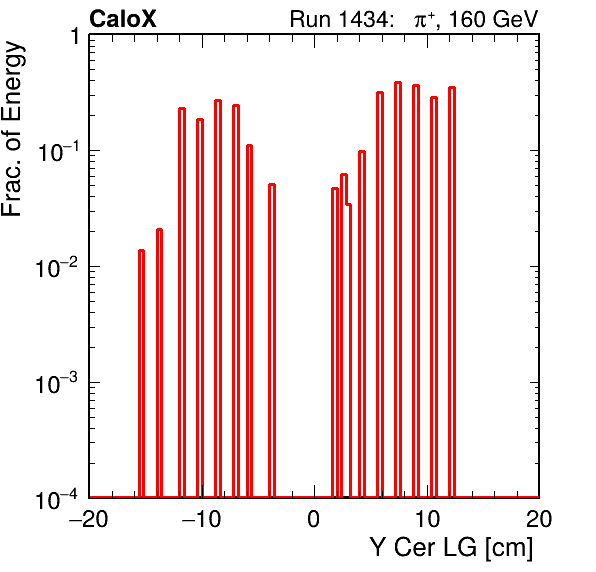 CaloX Run 1434: π⁺, 160 GeV
Frac. of Energy
1
10⁻¹
10⁻²
10⁻³
10⁻⁴
−20 −10 0 10 20
Y Cer LG [cm]